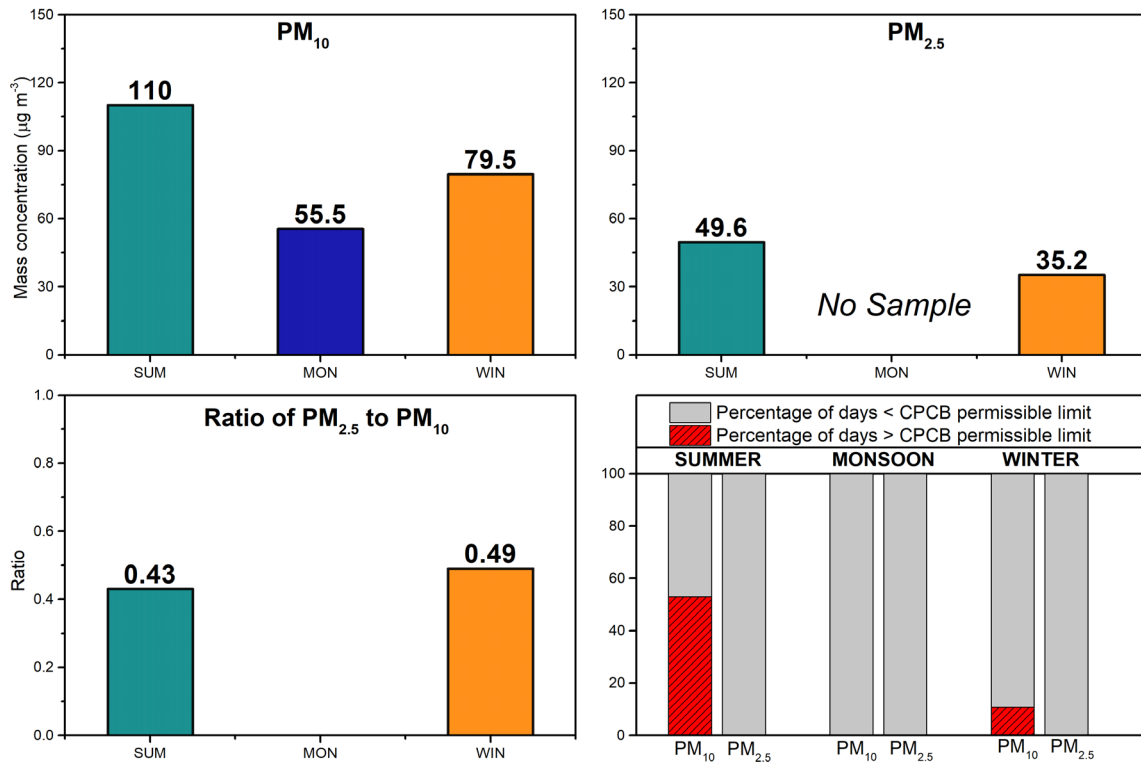 PM10
Mass concentration (μg m-3)
150
120
90
60
30
0
110
55.5
79.5
SUM
MON
WIN
PM2.5
150
120
90
60
30
0
49.6
No Sample
35.2
SUM
MON
WIN
Ratio of PM2.5 to PM10
Ratio
1.0
0.8
0.6
0.4
0.2
0.0
0.43
0.49
SUM
MON
WIN
Percentage of days < CPCB permissible limit
Percentage of days > CPCB permissible limit
SUMMER MONSOON WINTER
100
80
60
40
20
0
PM10 PM2.5 PM10 PM2.5 PM10 PM2.5